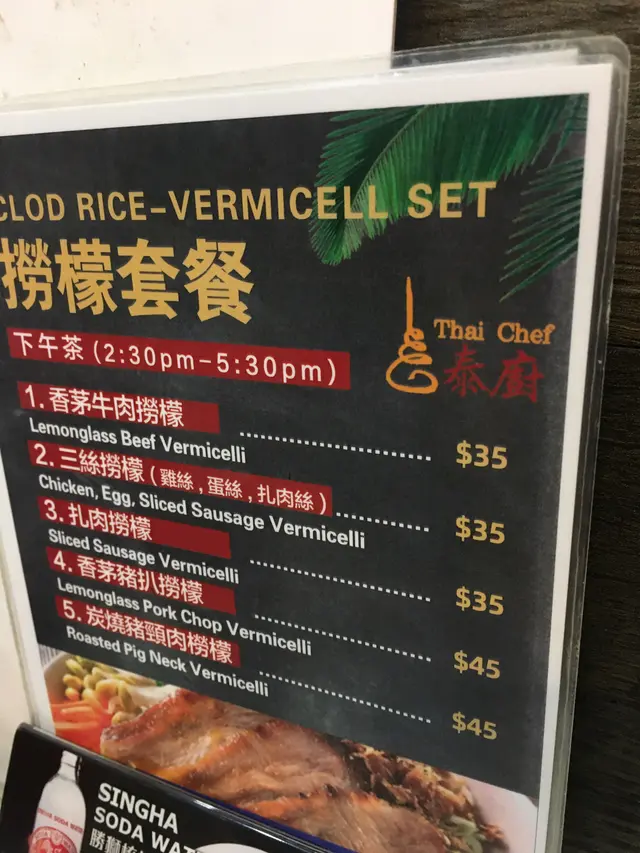 CLOD RICE-VERMICELL SET
撈檬套餐
Thai Chef
泰廚
下午茶 (2:30pm-5:30pm)
1. 香茅牛肉撈檬
Lemonglass Beef Vermicelli
$35
2. 三絲撈檬 (雞絲,蛋絲,扎肉絲)
Chicken, Egg, Sliced Sausage Vermicelli
$35
3. 扎肉撈檬
Sliced Sausage Vermicelli
$35
4. 香茅豬扒撈檬
Lemonglass Pork Chop Vermicelli
$45
5. 炭燒豬頸肉撈檬
Roasted Pig Neck Vermicelli
$45
SINGHA
SODA WAT
勝獅